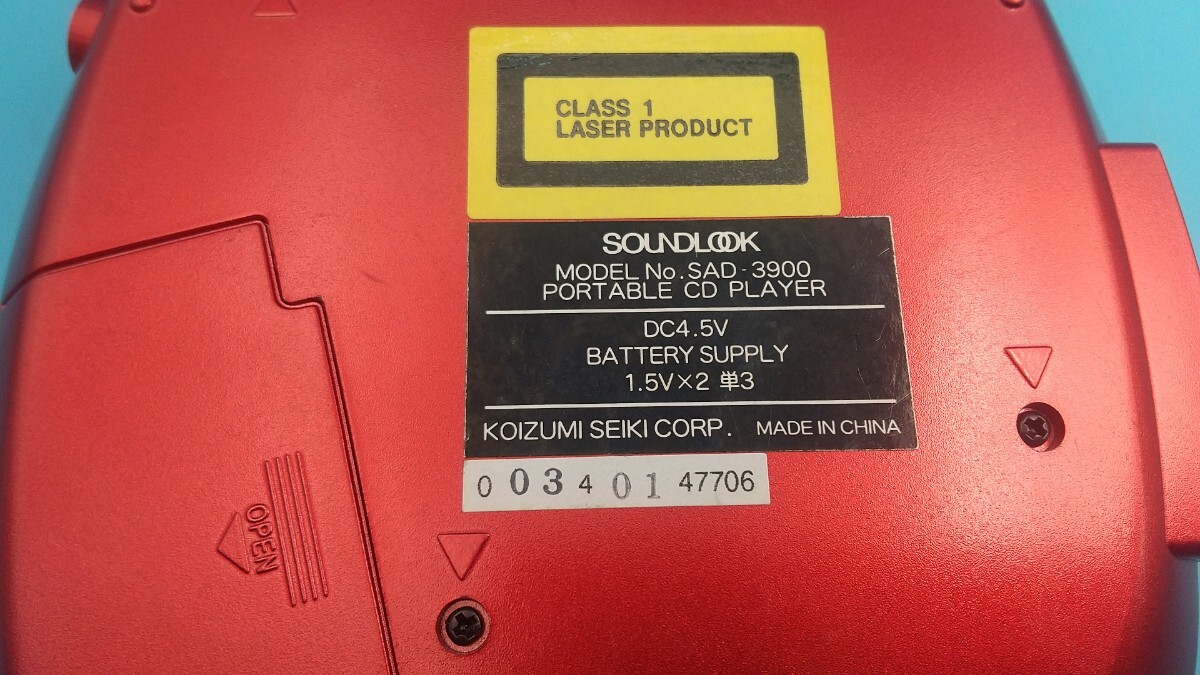 CLASS 1
LASER PRODUCT
SOUNDLOOK
MODEL No.SAD-3900
PORTABLE CD PLAYER
DC4.5V
BATTERY SUPPLY
1.5V×2 単3
KOIZUMI SEIKI CORP. MADE IN CHINA
0 03 4 01 47706
OPEN